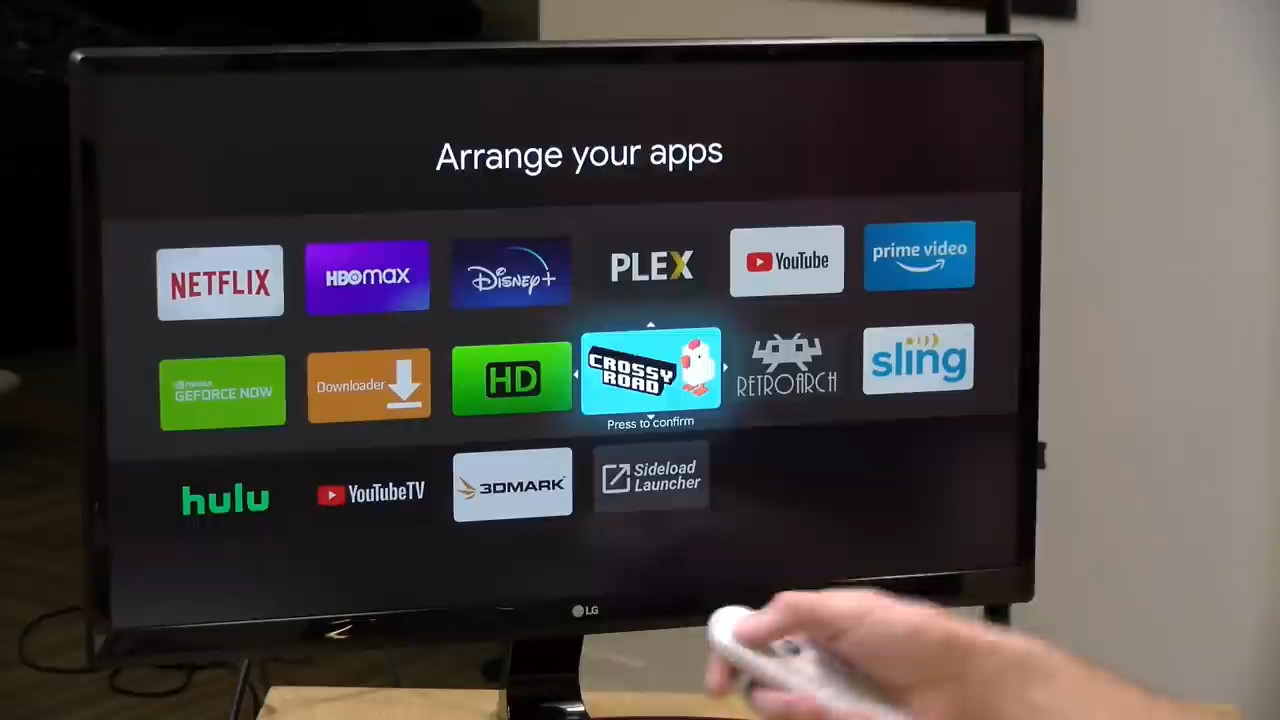 Arrange your apps
NETFLIX
HBOMAX
Disney+
PLEX
YouTube
prime video
NVIDIA
GEFORCE NOW
Downloader
HD
CROSSY
ROAD
RETROARCH
sling
Press to confirm
hulu
YouTubeTV
3DMARK
Sideload
Launcher
LG